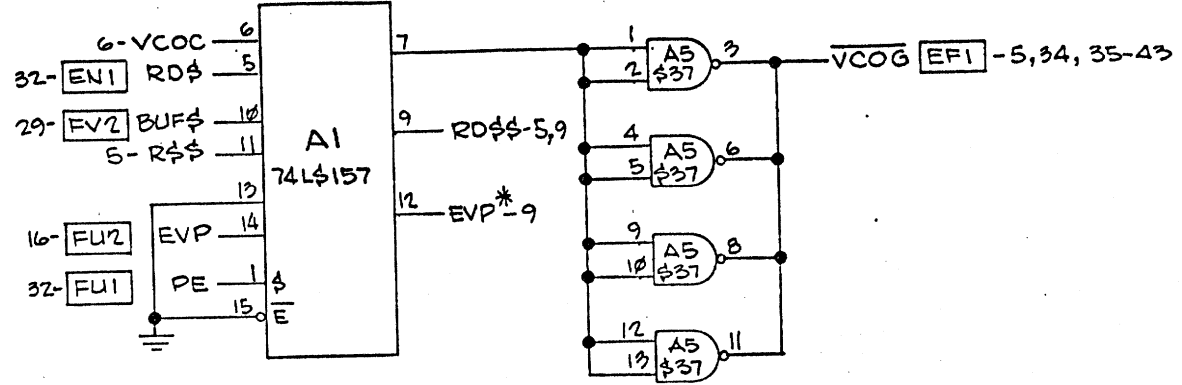 6-VCOC 6
32- EN1 RD$ 5
29- FV2 BUF$ 10
5-R$$ 11
13
16- FU2 EVP 14
32- FU1 PE 1 $
15 E
A1
74L$157
7
9 RD$$-5,9
12 EVP*-9
1 2 A5 $37 3
VCOG EF1 -5,34, 35-43
4 5 A5 $37 6
9 10 A5 $37 8
12 13 A5 $37 11